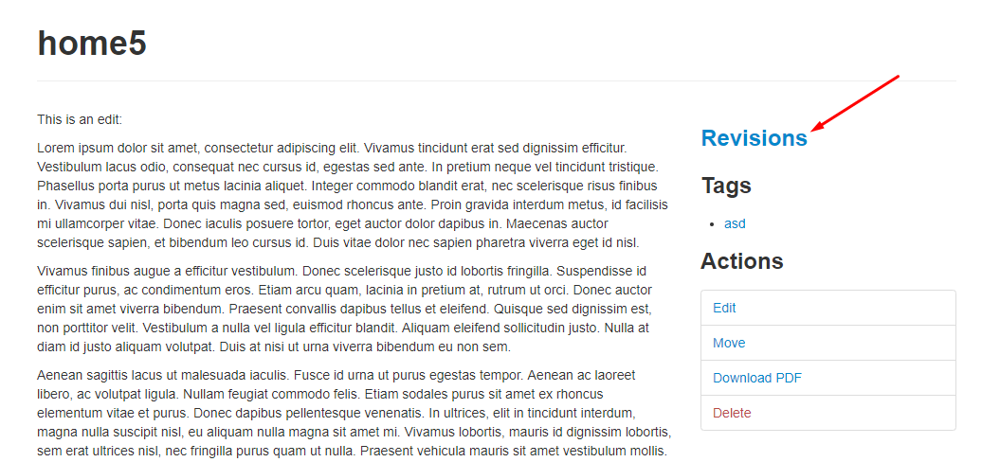 home5
This is an edit:
Lorem ipsum dolor sit amet, consectetur adipiscing elit. Vivamus tincidunt erat sed dignissim efficitur.
Vestibulum lacus odio, consequat nec cursus id, egestas sed ante. In pretium neque vel tincidunt tristique.
Phasellus porta purus ut metus lacinia aliquet. Integer commodo blandit erat, nec scelerisque risus finibus
in. Vivamus dui nisl, porta quis magna sed, euismod rhoncus ante. Proin gravida interdum metus, id facilisis
mi ullamcorper vitae. Donec iaculis posuere tortor, eget auctor dolor dapibus in. Maecenas auctor
scelerisque sapien, et bibendum leo cursus id. Duis vitae dolor nec sapien pharetra viverra eget id nisl.
Vivamus finibus augue a efficitur vestibulum. Donec scelerisque justo id lobortis fringilla. Suspendisse id
efficitur purus, ac condimentum eros. Etiam arcu quam, lacinia in pretium at, rutrum ut orci. Donec auctor
enim sit amet viverra bibendum. Praesent convallis dapibus tellus et eleifend. Quisque sed dignissim est,
non porttitor velit. Vestibulum a nulla vel ligula efficitur blandit. Aliquam eleifend sollicitudin justo. Nulla at
diam id justo aliquam volutpat. Duis at nisi ut urna viverra bibendum eu non sem.
Aenean sagittis lacus ut malesuada iaculis. Fusce id urna ut purus egestas tempor. Aenean ac laoreet
libero, ac volutpat ligula. Nullam feugiat commodo felis. Etiam sodales purus sit amet ex rhoncus
elementum vitae et purus. Donec dapibus pellentesque venenatis. In ultrices, elit in tincidunt interdum,
magna nulla suscipit nisl, eu aliquam nulla magna sit amet mi. Vivamus lobortis, mauris id dignissim lobortis,
sem erat ultrices nisl, nec fringilla purus quam ut nulla. Praesent vehicula mauris sit amet vestibulum mollis.
Revisions
Tags
• asd
Actions
Edit
Move
Download PDF
Delete